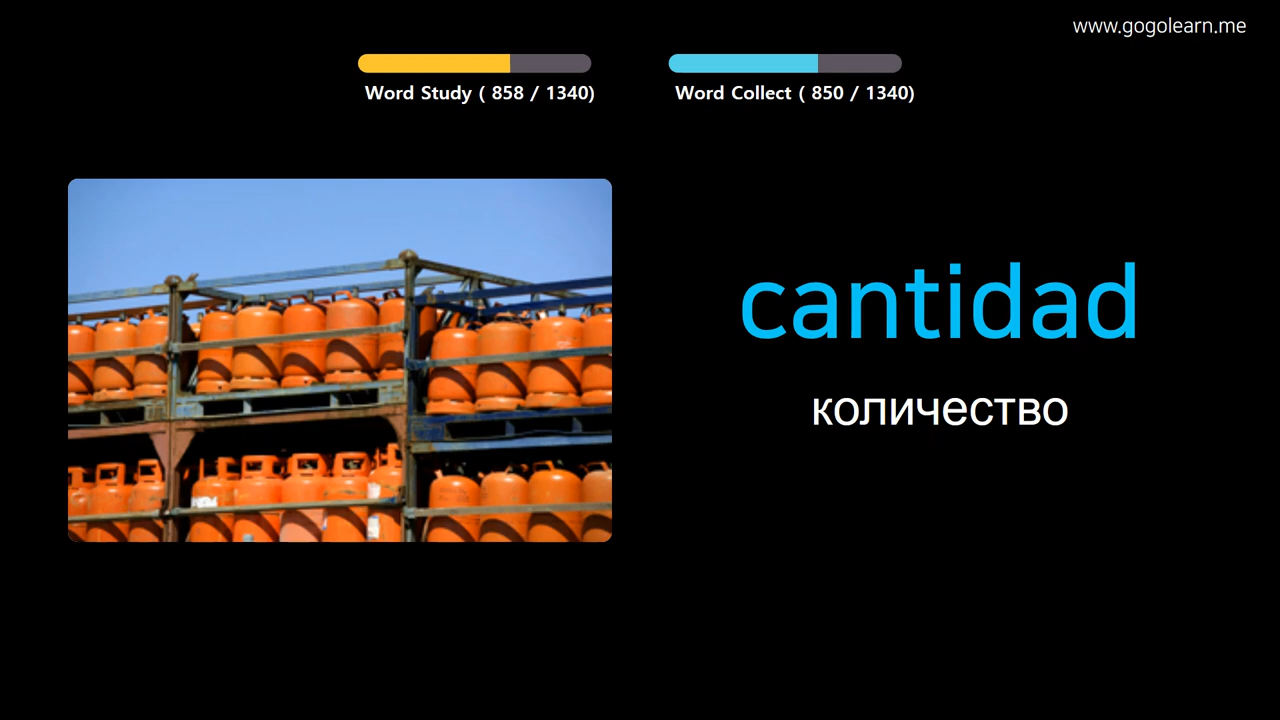 www.gogolearn.me
Word Study ( 858 / 1340)
Word Collect ( 850 / 1340)
cantidad
количество